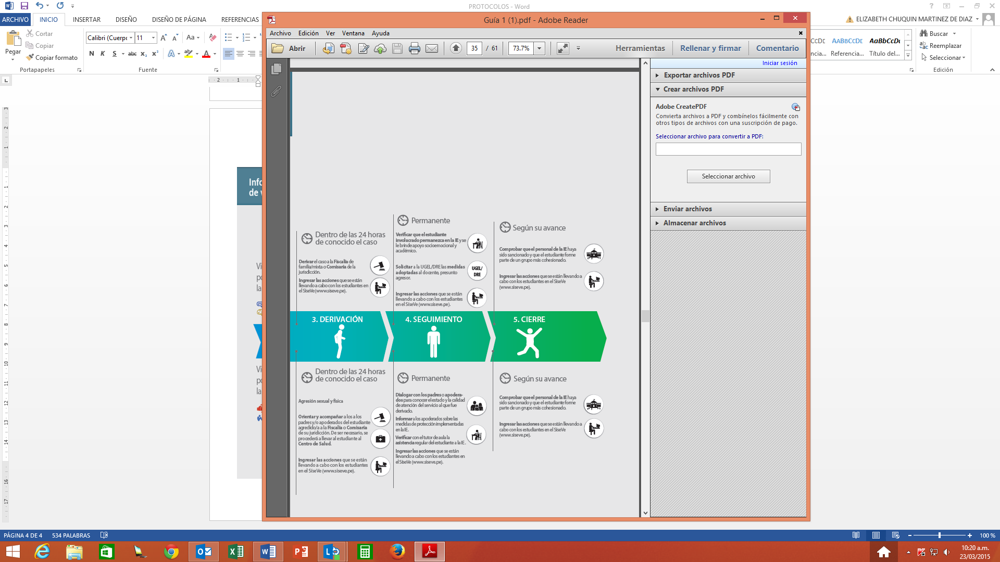 PROTOCOLOS - Word
ARCHIVO INICIO INSERTAR DISEÑO DISEÑO DE PÁGINA REFERENCIAS
ELIZABETH CHUQUIN MARTINEZ DE DIAZ
Pegar
Cortar
Copiar
Copiar formato
Portapapeles
Calibri (Cuerpo 11
N K S abc x₂ x²
Fuente
AABBCCDE AaBbCcDc
Referencia... Título del...
Buscar
Reemplazar
Seleccionar
Edición
Guía 1 (1).pdf - Adobe Reader
Archivo Edición Ver Ventana Ayuda
Abrir
35 / 61
73.7%
Herramientas Rellenar y firmar Comentario
Iniciar sesión
Exportar archivos PDF
Crear archivos PDF
Adobe CreatePDF
Convierta archivos a PDF y combínelos fácilmente con
otros tipos de archivos con una suscripción de pago.
Seleccionar archivo para convertir a PDF:
Seleccionar archivo
Enviar archivos
Almacenar archivos
Dentro de las 24 horas
de conocido el caso
Derivar el caso a la Fiscalía de
familia/mixta o Comisaría de la
jurisdicción.
Ingresar las acciones que se están
llevando a cabo con los estudiantes en
el SíseVe (www.siseve.pe).
Permanente
Verificar que el estudiante
involucrado permanezca en la IE y se
le brinde apoyo socioemocional y
académico.
Solicitar a la UGEL/DRE las medidas
adoptadas al docente, presunto
agresor.
UGEL/
DRE
Ingresar las acciones que se están
llevando a cabo con los estudiantes
en el SíseVe (www.siseve.pe).
Según su avance
Comprobar que el personal de la IE haya
sido sancionado y que el estudiante forme
parte de un grupo más cohesionado.
Ingresar las acciones que se están llevando a
cabo con los estudiantes en el SíseVe
(www.siseve.pe).
3. DERIVACIÓN
4. SEGUIMIENTO
5. CIERRE
Dentro de las 24 horas
de conocido el caso
Agresión sexual y física
Orientar y acompañar a los a los
padres y/o apoderados del estudiante
agredido/a a la Fiscalía o Comisaría
de su juridicción. De ser necesario, se
procederá a llevar al estudiante al
Centro de Salud.
Ingresar las acciones que se están
llevando a cabo con los estudiantes
en el SíseVe (www.siseve.pe).
Permanente
Dialogar con los padres o apodera-
dos para conocer el estado y la calidad
de atención del servicio al que fue
derivado.
Informar a los apoderados sobre las
medidas de protección implementadas
en la IE.
Verificar con el tutor de aula la
asistencia regular del estudiante a la IE.
Ingresar las acciones que se están
llevando a cabo con los estudiantes en
el SíseVe (www.siseve.pe).
Según su avance
Comprobar que el personal de la IE haya
sido sancionado y que el estudiante forme
parte de un grupo más cohesionado.
Ingresar las acciones que se están llevando a
cabo con los estudiantes en el SíseVe
(www.siseve.pe).
PÁGINA 4 DE 4 534 PALABRAS
100 %
10:20 a.m.
23/03/2015